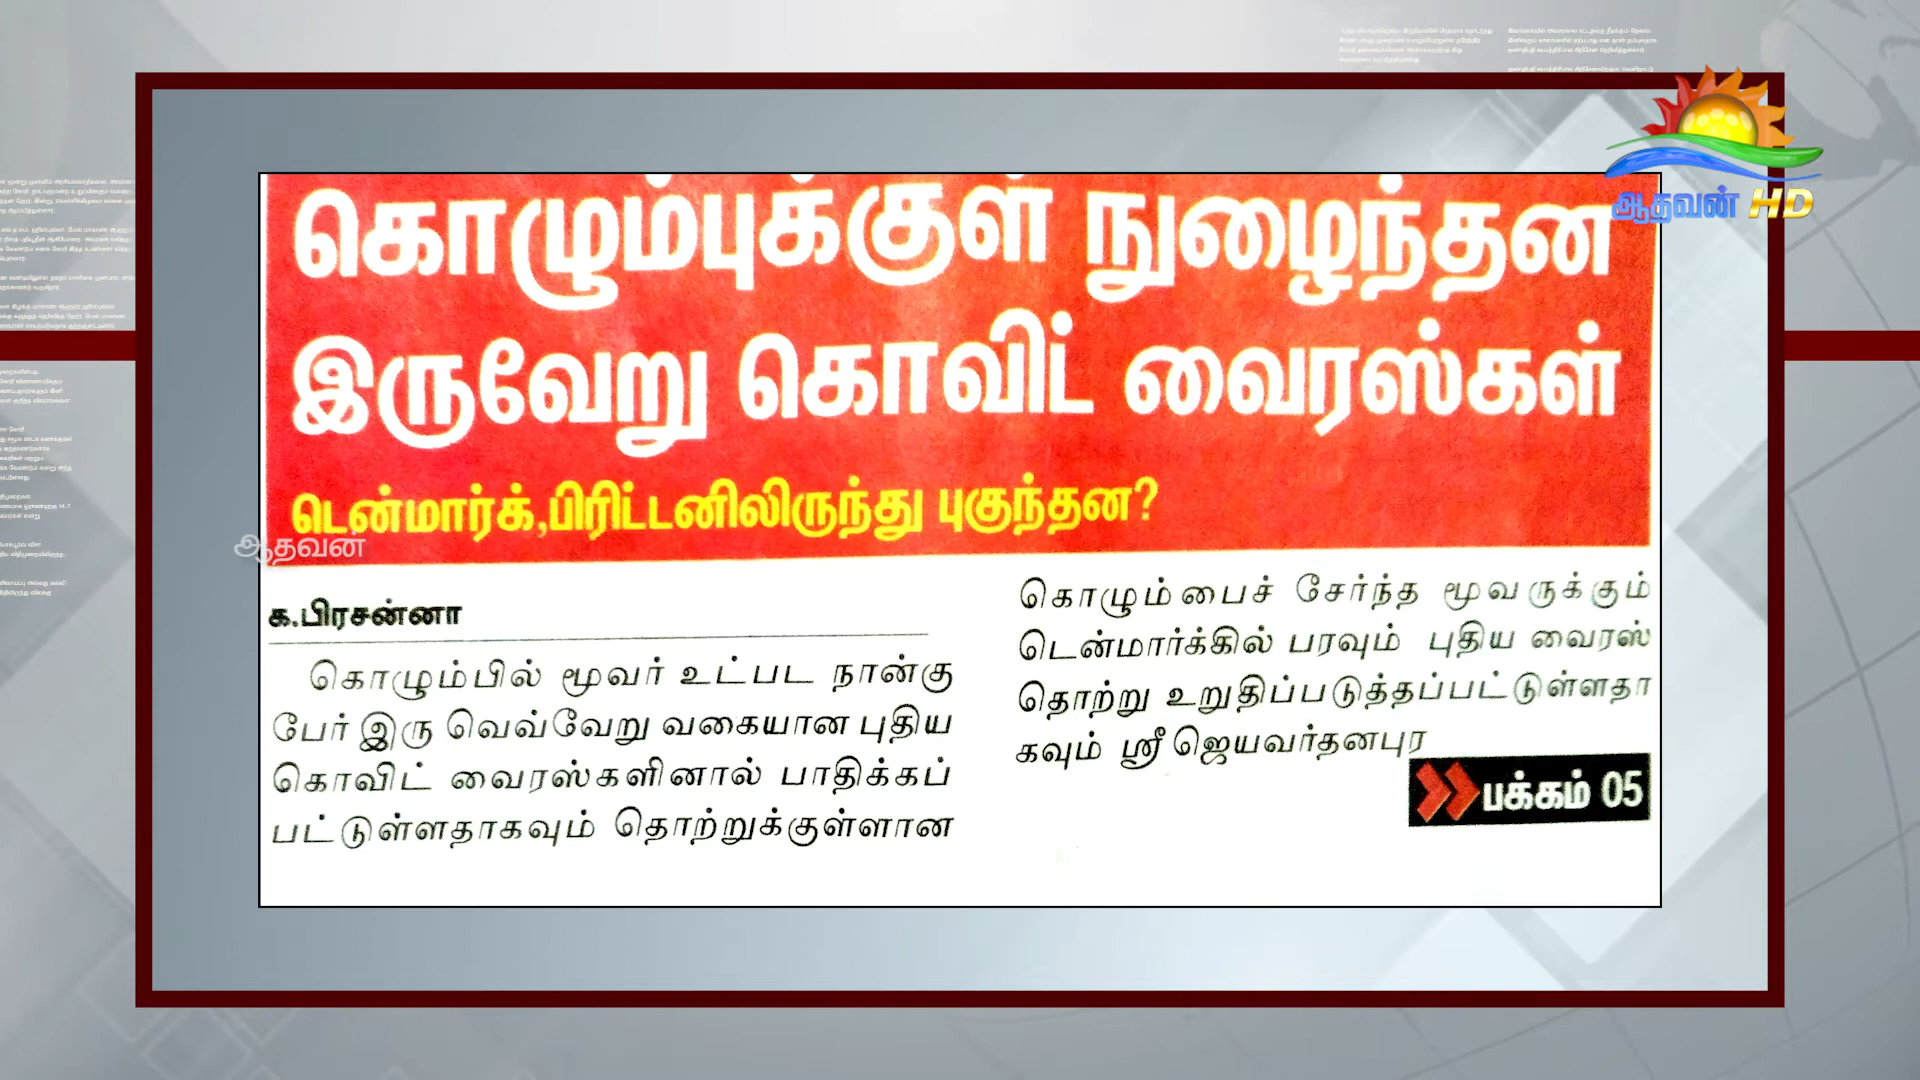 ஆதவன் HD
கொழும்புக்குள் நுழைந்தன
இருவேறு கொவிட் வைரஸ்கள்
டென்மார்க்,பிரிட்டனிலிருந்து புகுந்தன?
ஆதவன்
க.பிரசன்னா
கொழும்பில் மூவர் உட்பட நான்கு
பேர் இரு வெவ்வேறு வகையான புதிய
கொவிட் வைரஸ்களினால் பாதிக்கப்
பட்டுள்ளதாகவும் தொற்றுக்குள்ளான
கொழும்பைச் சேர்ந்த மூவருக்கும்
டென்மார்க்கில் பரவும் புதிய வைரஸ்
தொற்று உறுதிப்படுத்தப்பட்டுள்ளதா
கவும் ஸ்ரீ ஜெயவர்தனபுர
பக்கம் 05